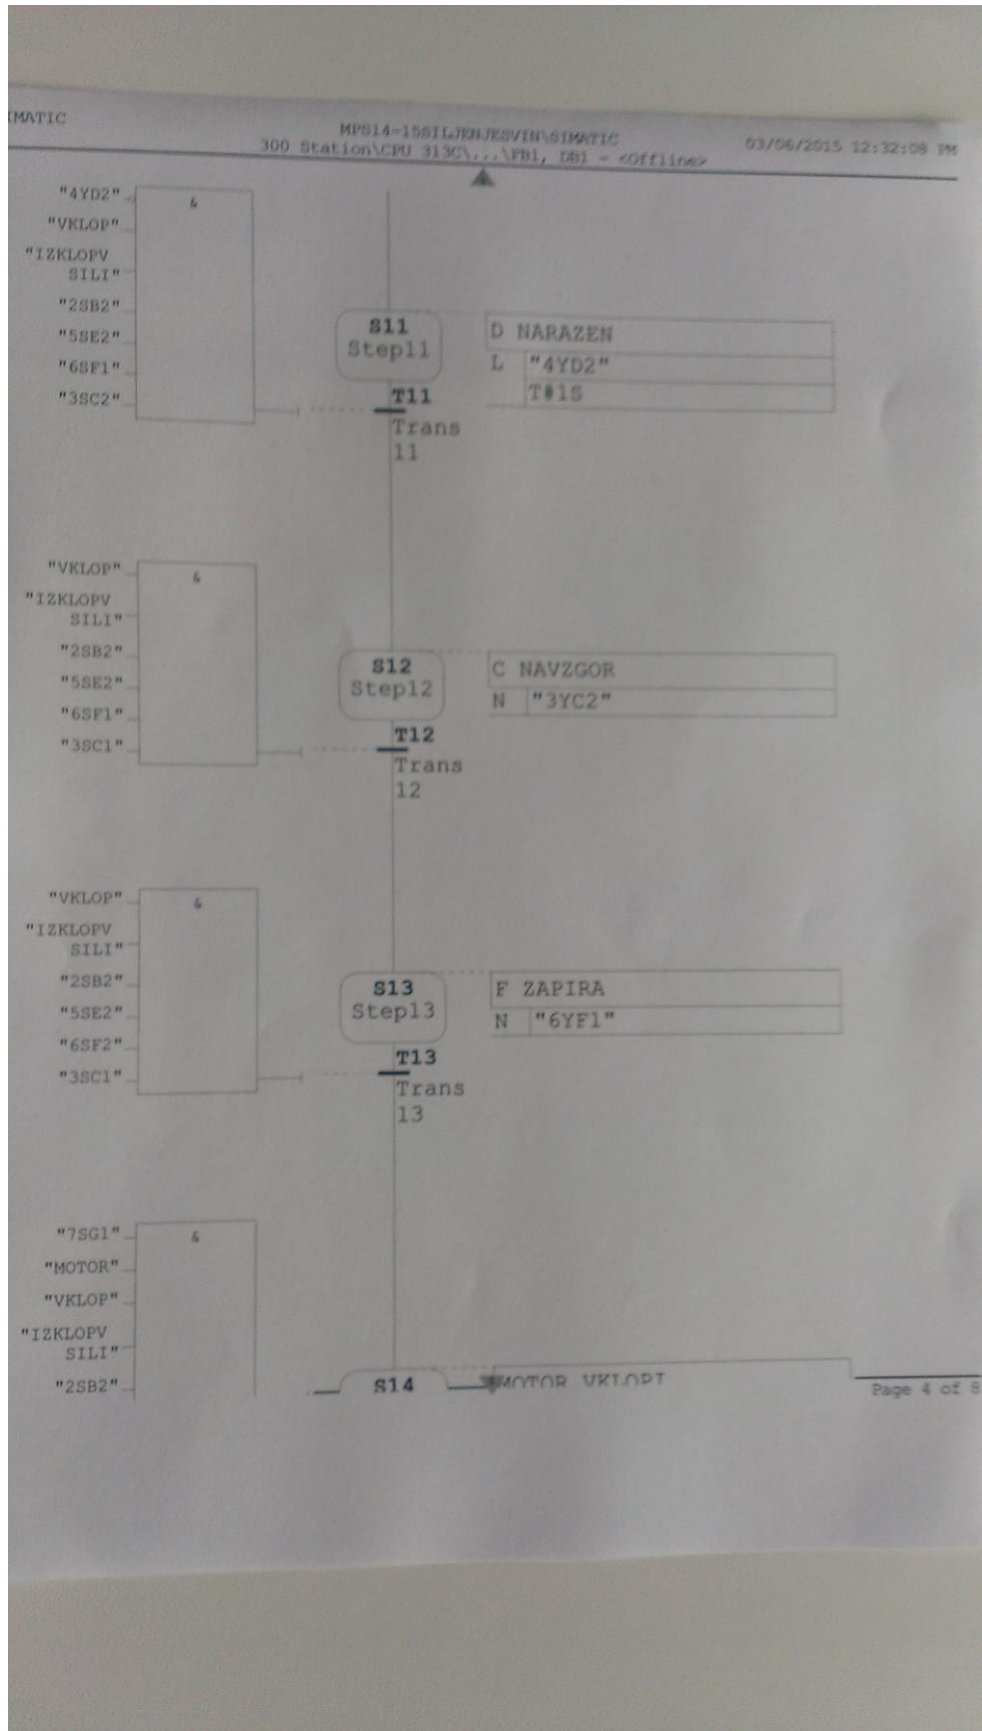 IMATIC
MPS14-15SILJENJESVIN\SIMATIC
300 Station\CPU 313C\...\FB1, DB1 - <Offline>
03/06/2015 12:32:08 PM
"4YD2"
&
"VKLOP"
"IZKLOPV
SILI"
"2SB2"
"5SE2"
"6SF1"
"3SC2"
S11
Step11
D NARAZEN
L "4YD2"
T#1S
T11
Trans
11
"VKLOP"
&
"IZKLOPV
SILI"
"2SB2"
"5SE2"
"6SF1"
"3SC1"
S12
Step12
C NAVZGOR
N "3YC2"
T12
Trans
12
"VKLOP"
&
"IZKLOPV
SILI"
"2SB2"
"5SE2"
"6SF2"
"3SC1"
S13
Step13
F ZAPIRA
N "6YF1"
T13
Trans
13
"7SG1"
&
"MOTOR"
"VKLOP"
"IZKLOPV
SILI"
"2SB2"
S14
MOTOR VKLOPI
Page 4 of 8